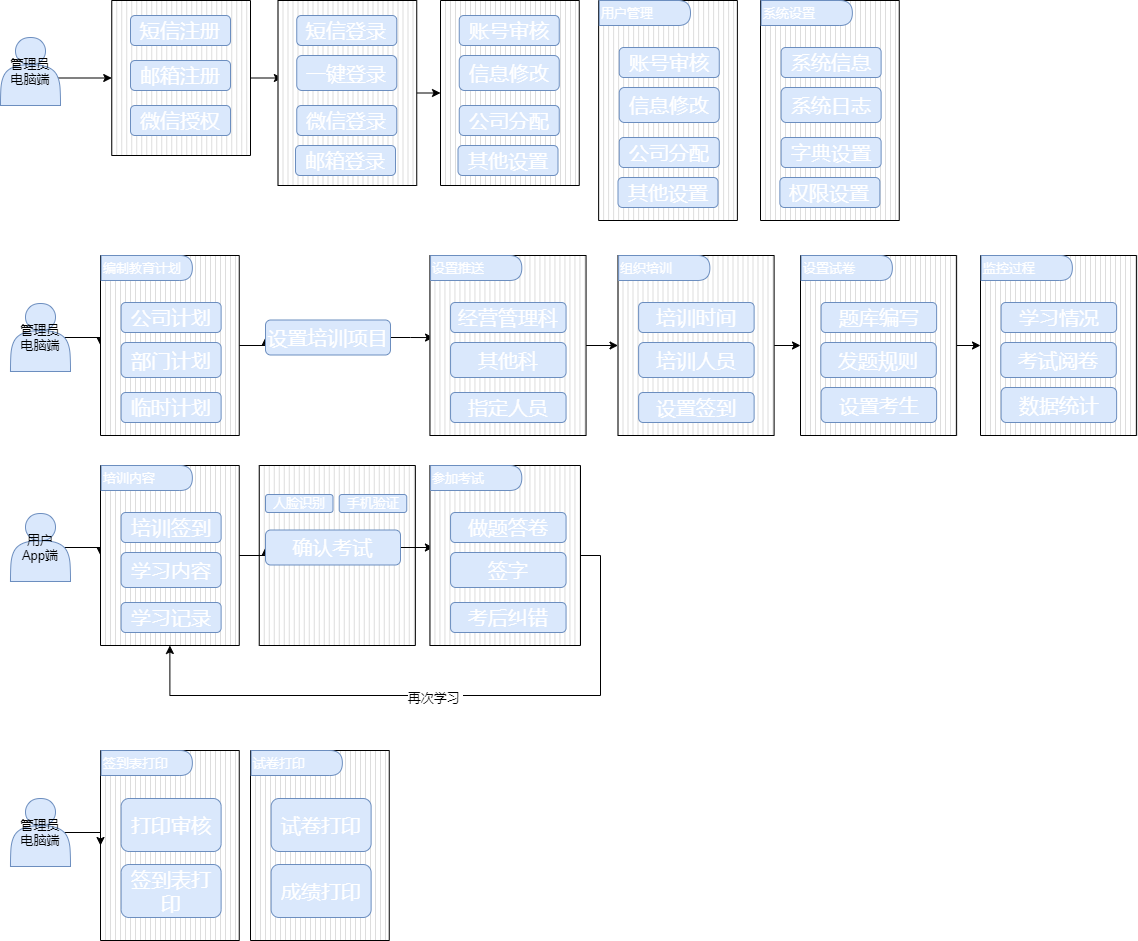 管理员
电脑端
短信注册
邮箱注册
微信授权
短信登录
一键登录
微信登录
邮箱登录
账号审核
信息修改
公司分配
其他设置
用户管理
账号审核
信息修改
公司分配
其他设置
系统设置
系统信息
系统日志
字典设置
权限设置
管理员
电脑端
编制教育计划
公司计划
部门计划
临时计划
设置培训项目
设置推送
经营管理科
其他科
指定人员
组织培训
培训时间
培训人员
设置签到
设置试卷
题库编写
发题规则
设置考生
监控过程
学习情况
考试阅卷
数据统计
用户
App端
培训内容
培训签到
学习内容
学习记录
人脸识别
手机验证
确认考试
参加考试
做题答卷
签字
考后纠错
再次学习
管理员
电脑端
签到表打印
打印审核
签到表打
印
试卷打印
试卷打印
成绩打印